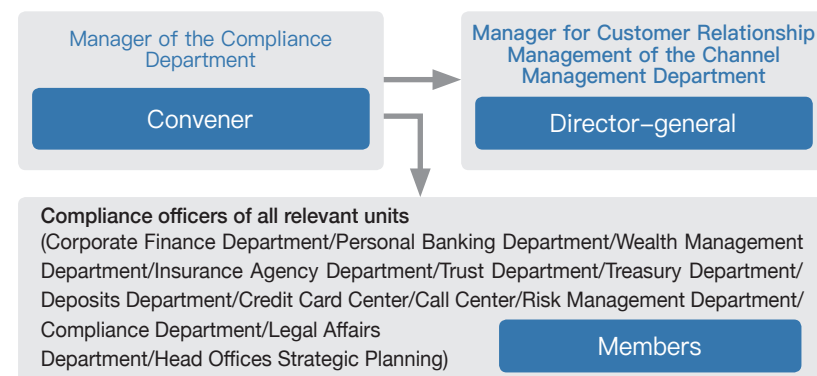 Manager of the Compliance
Department
Convener
Manager for Customer Relationship
Management of the Channel
Management Department
Director–general
Compliance officers of all relevant units
(Corporate Finance Department/Personal Banking Department/Wealth Management
Department/Insurance Agency Department/Trust Department/Treasury Department/
Deposits Department/Credit Card Center/Call Center/Risk Management Department/
Compliance Department/Legal Affairs
Department/Head Offices Strategic Planning)
Members